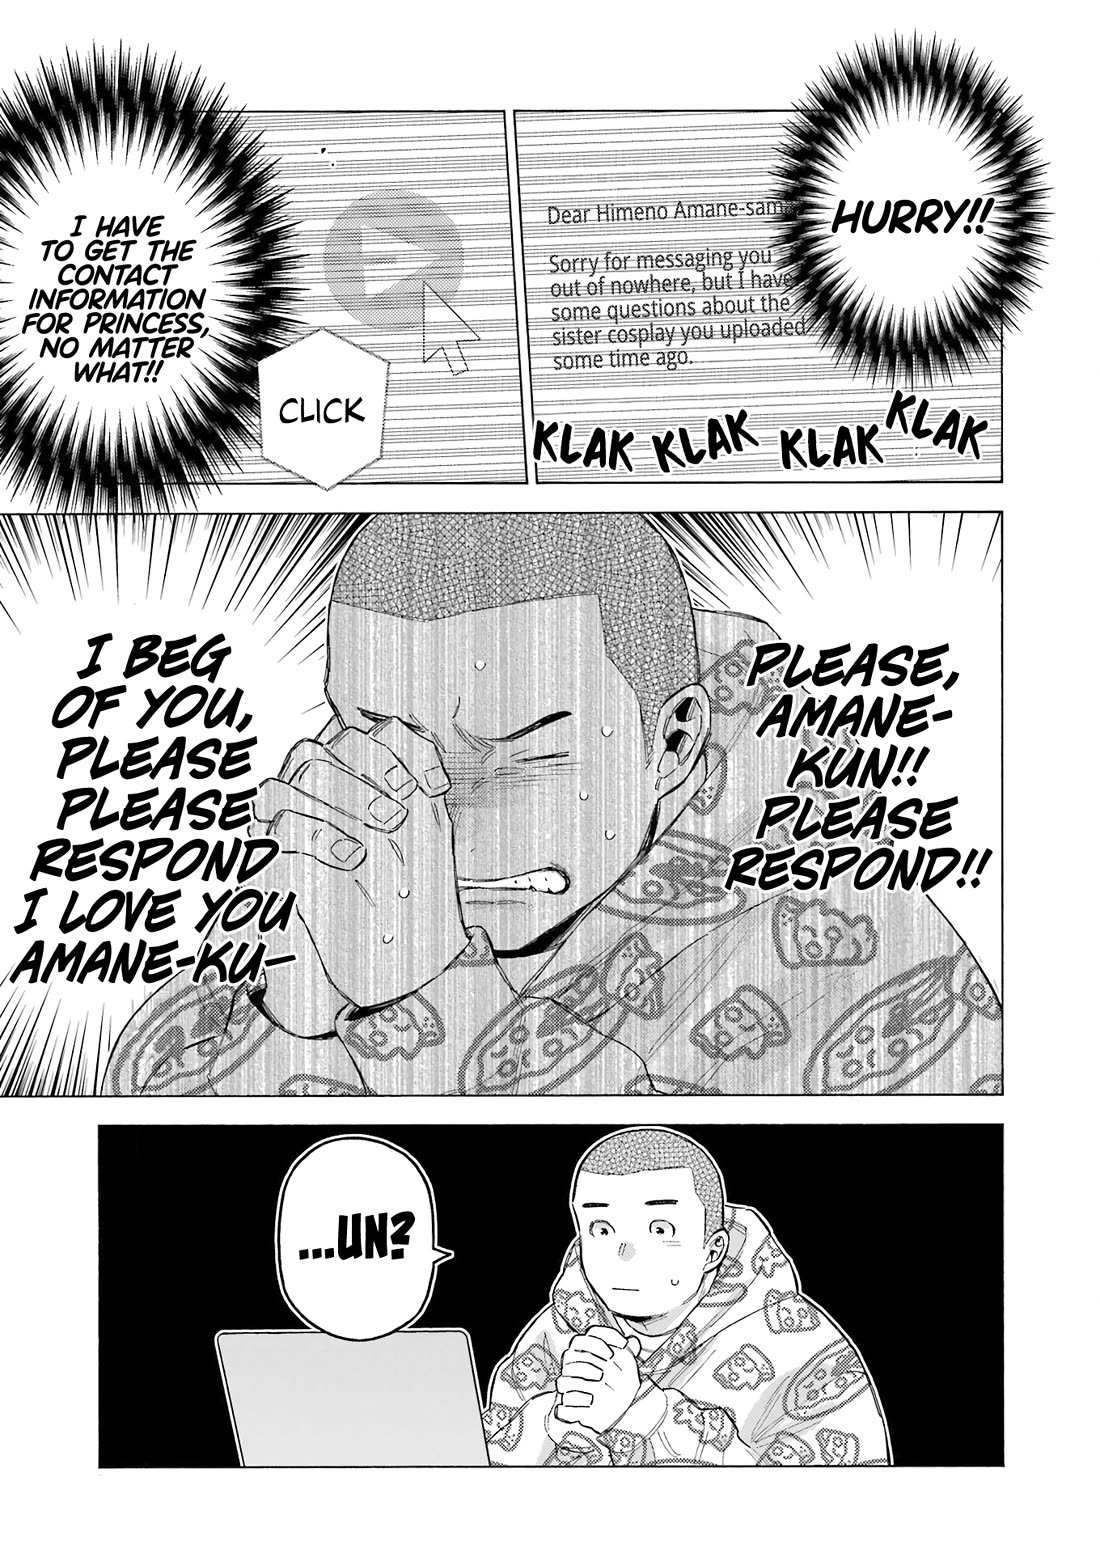 HURRY!!
Dear Himeno Amane-sam
Sorry for messaging you
out of nowhere, but I have
some questions about the
sister cosplay you uploaded
some time ago.
KLAK KLAK KLAK KLAK
I HAVE
TO GET THE
CONTACT
INFORMATION
FOR PRINCESS,
NO MATTER
WHAT!!
CLICK
PLEASE,
AMANE-
KUN!!
PLEASE
RESPOND!!
I BEG
OF YOU,
PLEASE
PLEASE
RESPOND
I LOVE YOU
AMANE-KU—
...UN?